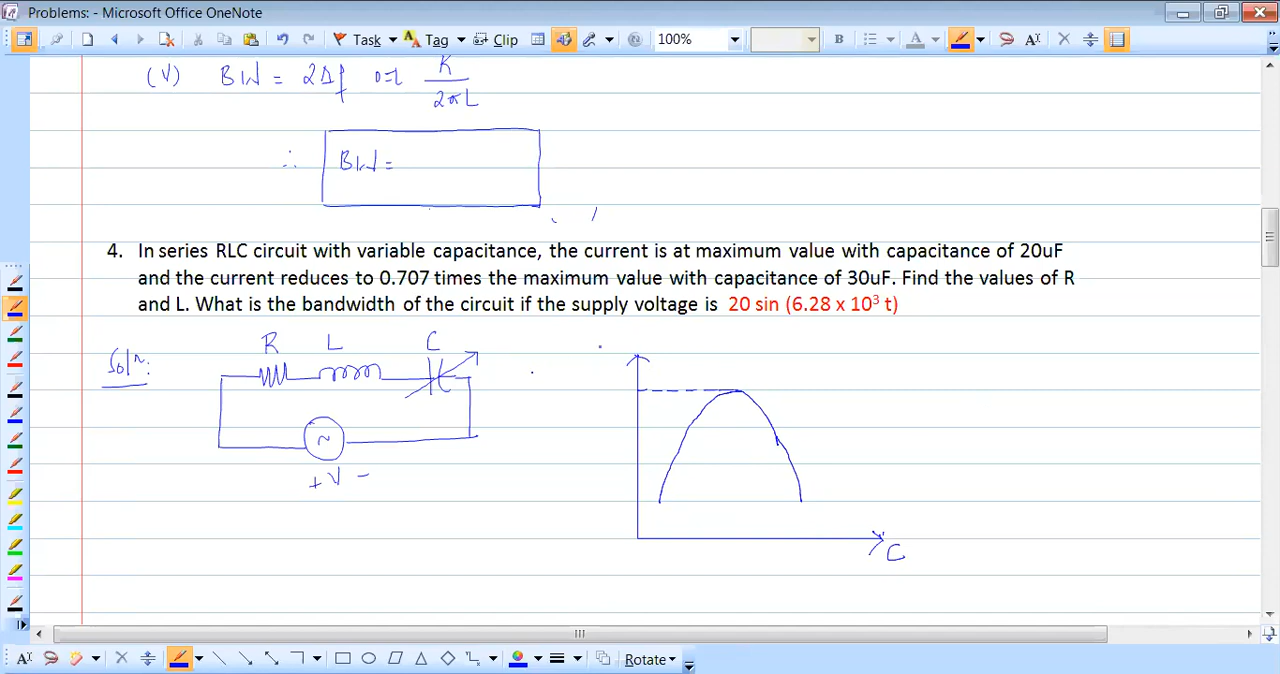 Problems: - Microsoft Office OneNote
Task Tag Clip 100% B A A
(V) BW = 2Δf or R/2πL
∴ BW =
4. In series RLC circuit with variable capacitance, the current is at maximum value with capacitance of 20uF
and the current reduces to 0.707 times the maximum value with capacitance of 30uF. Find the values of R
and L. What is the bandwidth of the circuit if the supply voltage is 20 sin (6.28 x 10³ t)
Solⁿ:
R L C
~
+ V -
C
A Rotate